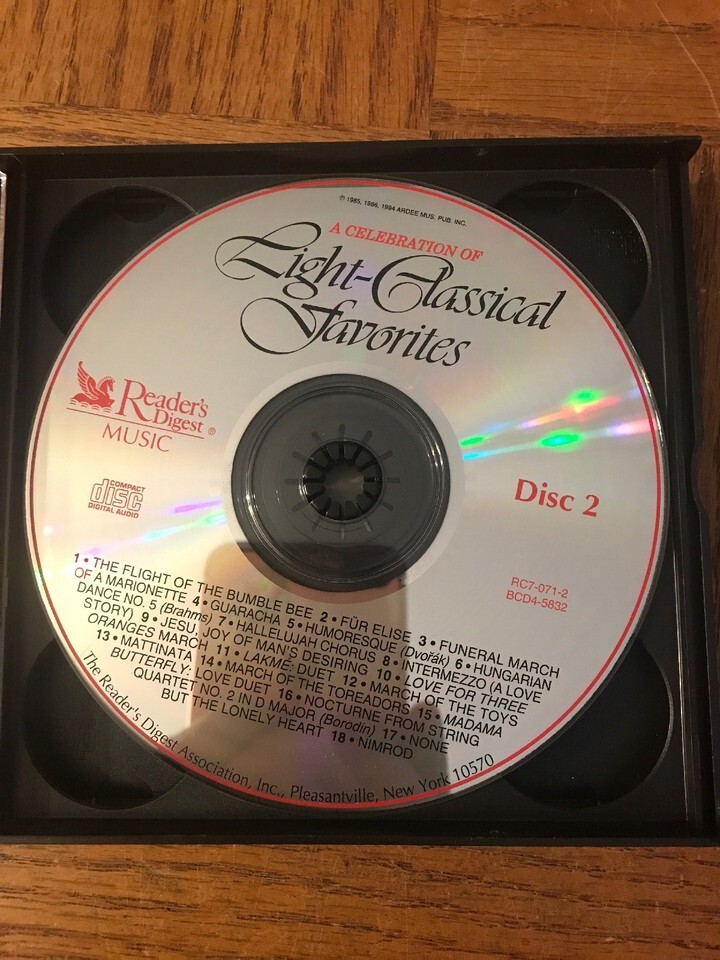 ℗ 1985, 1986, 1994 ARDEE MUS. PUB. INC.
A CELEBRATION OF
Light-Classical
Favorites
Reader's
Digest ®
MUSIC
COMPACT
disc
DIGITAL AUDIO
Disc 2
RC7-071-2
BCD4-5832
1 • THE FLIGHT OF THE BUMBLE BEE 2 • FÜR ELISE 3 • FUNERAL MARCH
OF A MARIONETTE 4 • GUARACHA 5 • HUMORESQUE (Dvořák) 6 • HUNGARIAN
DANCE NO. 5 (Brahms) 7 • HALLELUJAH CHORUS 8 • INTERMEZZO (A LOVE
STORY) 9 • JESU, JOY OF MAN'S DESIRING 10 • LOVE FOR THREE
ORANGES MARCH 11 • LAKMÉ: DUET 12 • MARCH OF THE TOYS
13 • MATTINATA 14 • MARCH OF THE TOREADORS 15 • MADAMA
BUTTERFLY: LOVE DUET 16 • NOCTURNE FROM STRING
QUARTET NO. 2 IN D MAJOR (Borodin) 17 • NONE
BUT THE LONELY HEART 18 • NIMROD
The Reader's Digest Association, Inc., Pleasantville, New York 10570